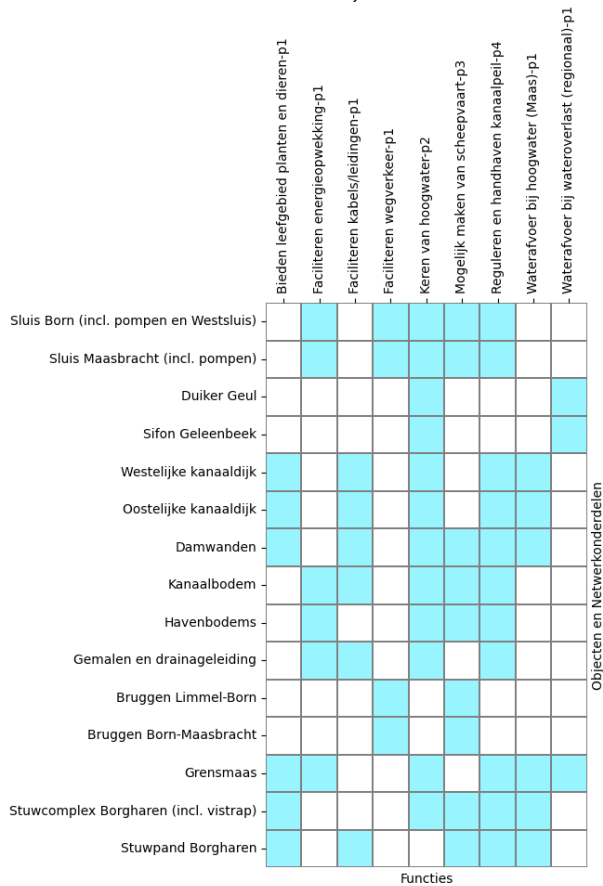 Bieden leefgebied planten en dieren-p1
Faciliteren energieopwekking-p1
Faciliteren kabels/leidingen-p1
Faciliteren wegverkeer-p1
Keren van hoogwater-p2
Mogelijk maken van scheepvaart-p3
Reguleren en handhaven kanaalpeil-p4
Waterafvoer bij hoogwater (Maas)-p1
Waterafvoer bij wateroverlast (regionaal)-p1
Sluis Born (incl. pompen en Westsluis)
Sluis Maasbracht (incl. pompen)
Duiker Geul
Sifon Geleenbeek
Westelijke kanaaldijk
Oostelijke kanaaldijk
Damwanden
Kanaalbodem
Havenbodems
Gemalen en drainageleiding
Bruggen Limmel-Born
Bruggen Born-Maasbracht
Grensmaas
Stuwcomplex Borgharen (incl. vistrap)
Stuwpand Borgharen
Objecten en Netwerkonderdelen
Functies